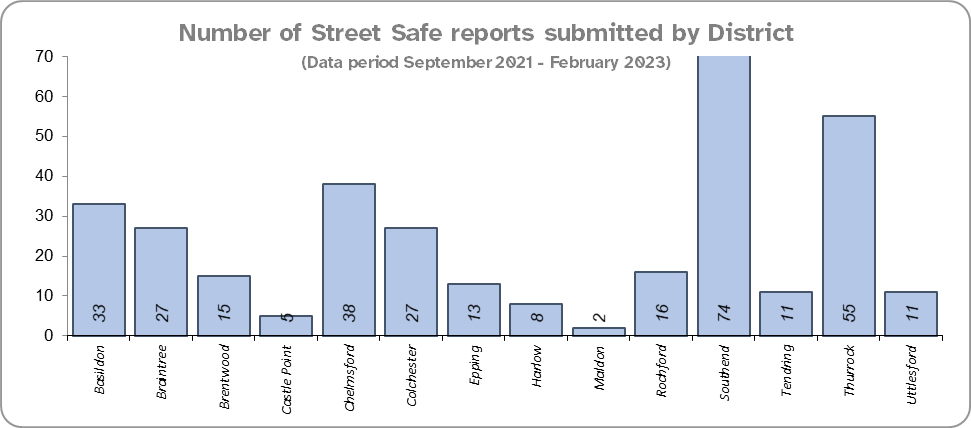 Number of Street Safe reports submitted by District
(Data period September 2021 - February 2023)
70
60
50
40
30
20
10
0
33
27
15
5
38
27
13
8
2
16
74
11
55
11
Basildon
Braintree
Brentwood
Castle Point
Chelmsford
Colchester
Epping
Harlow
Maldon
Rochford
Southend
Tendring
Thurrock
Uttlesford